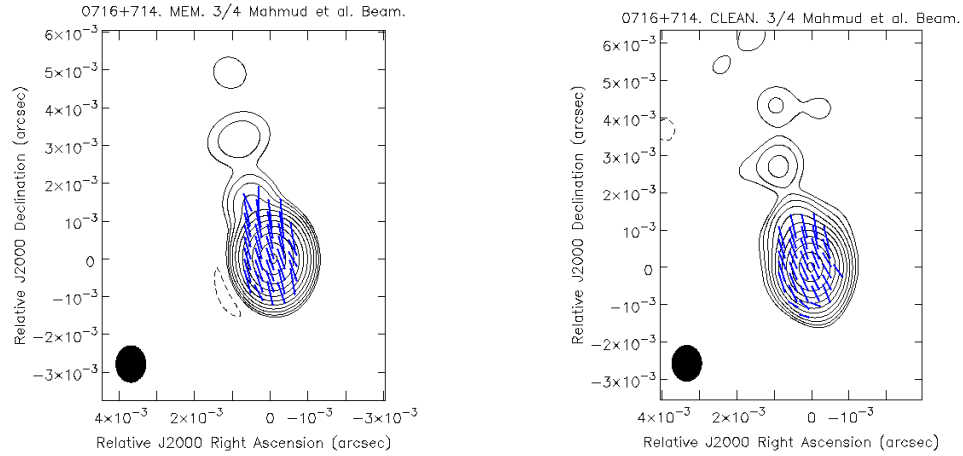 0716+714. MEM. 3/4 Mahmud et al. Beam.
6×10⁻³
5×10⁻³
4×10⁻³
3×10⁻³
2×10⁻³
10⁻³
0
−10⁻³
−2×10⁻³
−3×10⁻³
Relative J2000 Declination (arcsec)
4×10⁻³ 2×10⁻³ 0 −10⁻³ −3×10⁻³
Relative J2000 Right Ascension (arcsec)
0716+714. CLEAN. 3/4 Mahmud et al. Beam.
6×10⁻³
5×10⁻³
4×10⁻³
3×10⁻³
2×10⁻³
10⁻³
0
−10⁻³
−2×10⁻³
−3×10⁻³
Relative J2000 Declination (arcsec)
4×10⁻³ 2×10⁻³ 0 −10⁻³
Relative J2000 Right Ascension (arcsec)